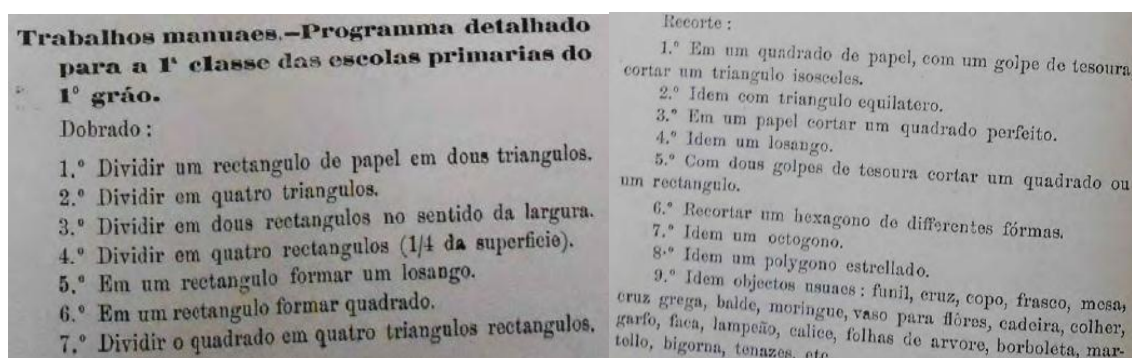 Trabalhos manuaes.—Programma detalhado
para a 1ª classe das escolas primarias do
1º gráo.
Dobrado :
1.º Dividir um rectangulo de papel em dous triangulos.
2.º Dividir em quatro triangulos.
3.º Dividir em dous rectangulos no sentido da largura.
4.º Dividir em quatro rectangulos (1/4 da superficie).
5.º Em um rectangulo formar um losango.
6.º Em um rectangulo formar quadrado.
7.º Dividir o quadrado em quatro triangulos rectangulos.
Recorte :
1.º Em um quadrado de papel, com um golpe de tesoura
cortar um triangulo isosceles.
2.º Idem com triangulo equilatero.
3.º Em um papel cortar um quadrado perfeito.
4.º Idem um losango.
5.º Com dous golpes de tesoura cortar um quadrado ou
um rectangulo.
6.º Recortar um hexagono de differentes fórmas.
7.º Idem um octogono.
8.º Idem um polygono estrellado.
9.º Idem objectos usuaes : funil, cruz, copo, frasco, mesa,
cruz grega, balde, moringue, vaso para flôres, cadeira, colher,
garfo, faca, lampeão, calice, folhas de arvore, borboleta, mar-
tello, bigorna, tenazes, etc